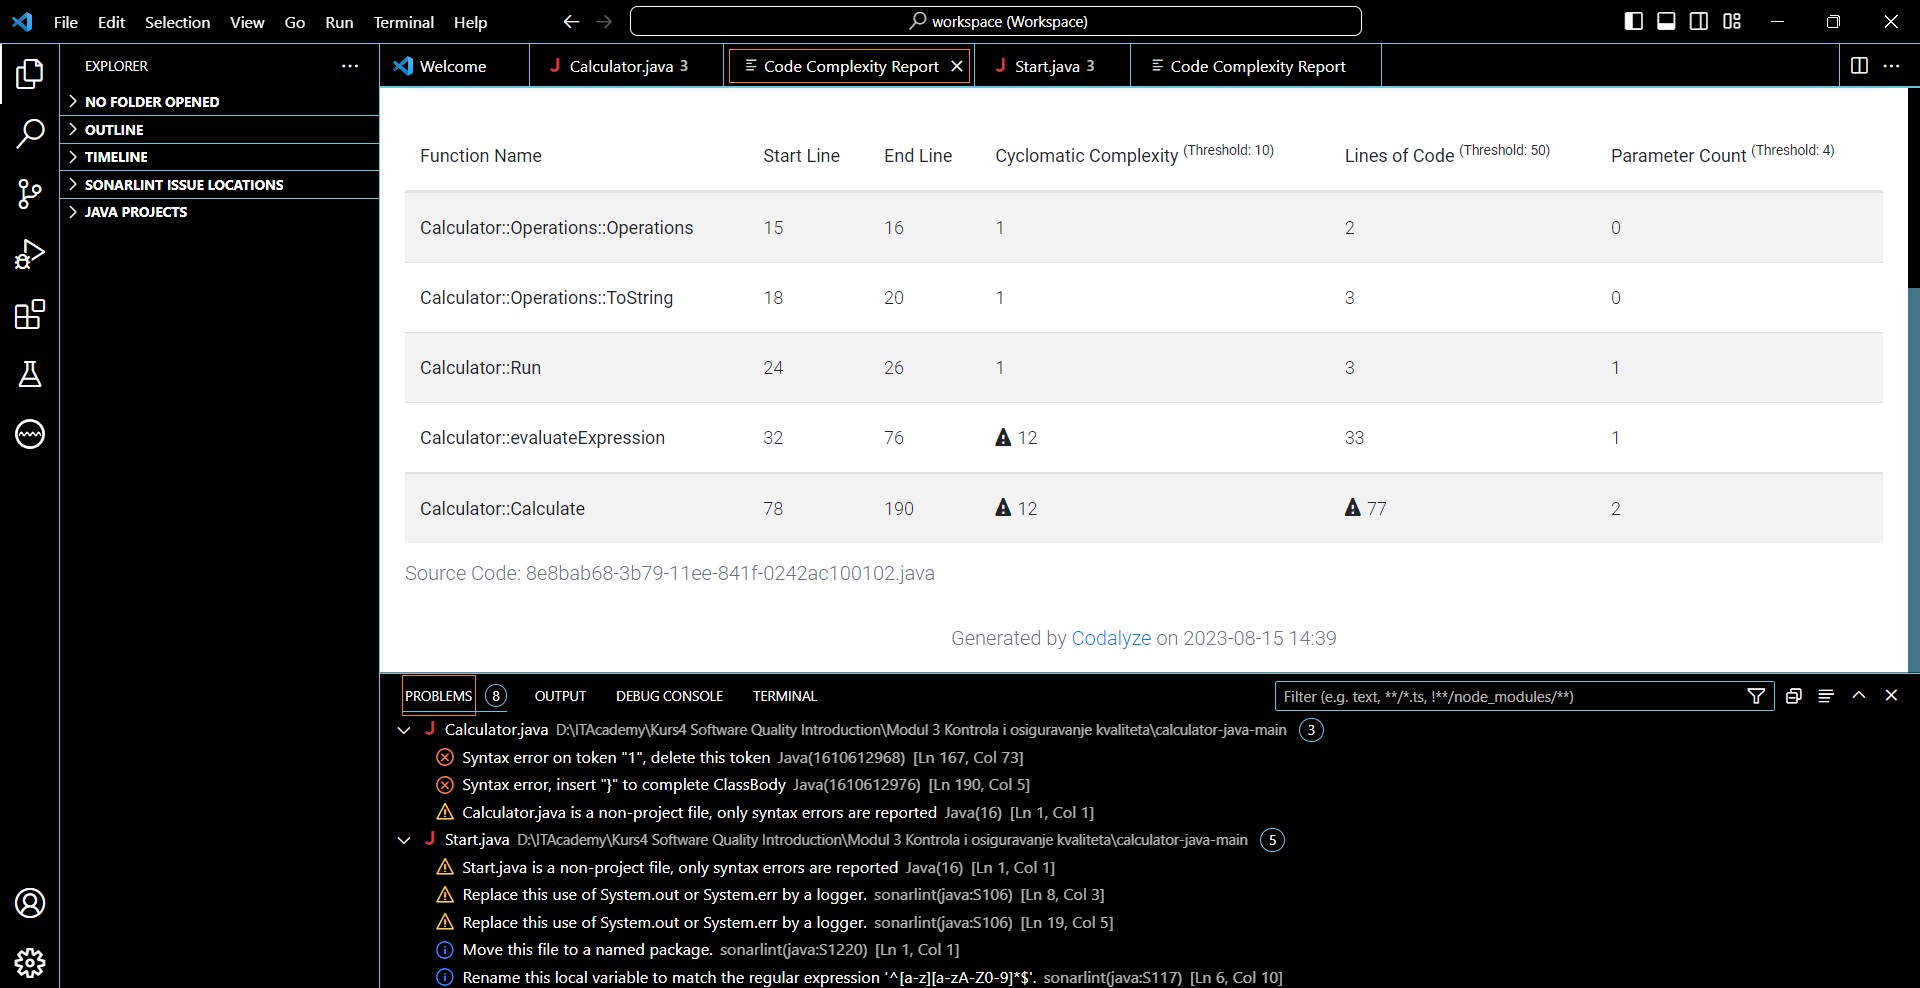 File Edit Selection View Go Run Terminal Help workspace (Workspace)
EXPLORER
NO FOLDER OPENED
OUTLINE
TIMELINE
SONARLINT ISSUE LOCATIONS
JAVA PROJECTS
Welcome Calculator.java 3 Code Complexity Report Start.java 3 Code Complexity Report
Function Name Start Line End Line Cyclomatic Complexity (Threshold: 10) Lines of Code (Threshold: 50) Parameter Count (Threshold: 4)
Calculator::Operations::Operations 15 16 1 2 0
Calculator::Operations::ToString 18 20 1 3 0
Calculator::Run 24 26 1 3 1
Calculator::evaluateExpression 32 76 12 33 1
Calculator::Calculate 78 190 12 77 2
Source Code: 8e8bab68-3b79-11ee-841f-0242ac100102.java
Generated by Codalyze on 2023-08-15 14:39
PROBLEMS 8 OUTPUT DEBUG CONSOLE TERMINAL Filter (e.g. text, **/*.ts, !**/node_modules/**)
J Calculator.java D:\ITAcademy\Kurs4 Software Quality Introduction\Modul 3 Kontrola i osiguravanje kvaliteta\calculator-java-main 3
Syntax error on token "1", delete this token Java(1610612968) [Ln 167, Col 73]
Syntax error, insert "}" to complete ClassBody Java(1610612976) [Ln 190, Col 5]
Calculator.java is a non-project file, only syntax errors are reported Java(16) [Ln 1, Col 1]
J Start.java D:\ITAcademy\Kurs4 Software Quality Introduction\Modul 3 Kontrola i osiguravanje kvaliteta\calculator-java-main 5
Start.java is a non-project file, only syntax errors are reported Java(16) [Ln 1, Col 1]
Replace this use of System.out or System.err by a logger. sonarlint(java:S106) [Ln 8, Col 3]
Replace this use of System.out or System.err by a logger. sonarlint(java:S106) [Ln 19, Col 5]
Move this file to a named package. sonarlint(java:S1220) [Ln 1, Col 1]
Rename this local variable to match the regular expression '^[a-z][a-zA-Z0-9]*$'. sonarlint(java:S117) [Ln 6, Col 10]